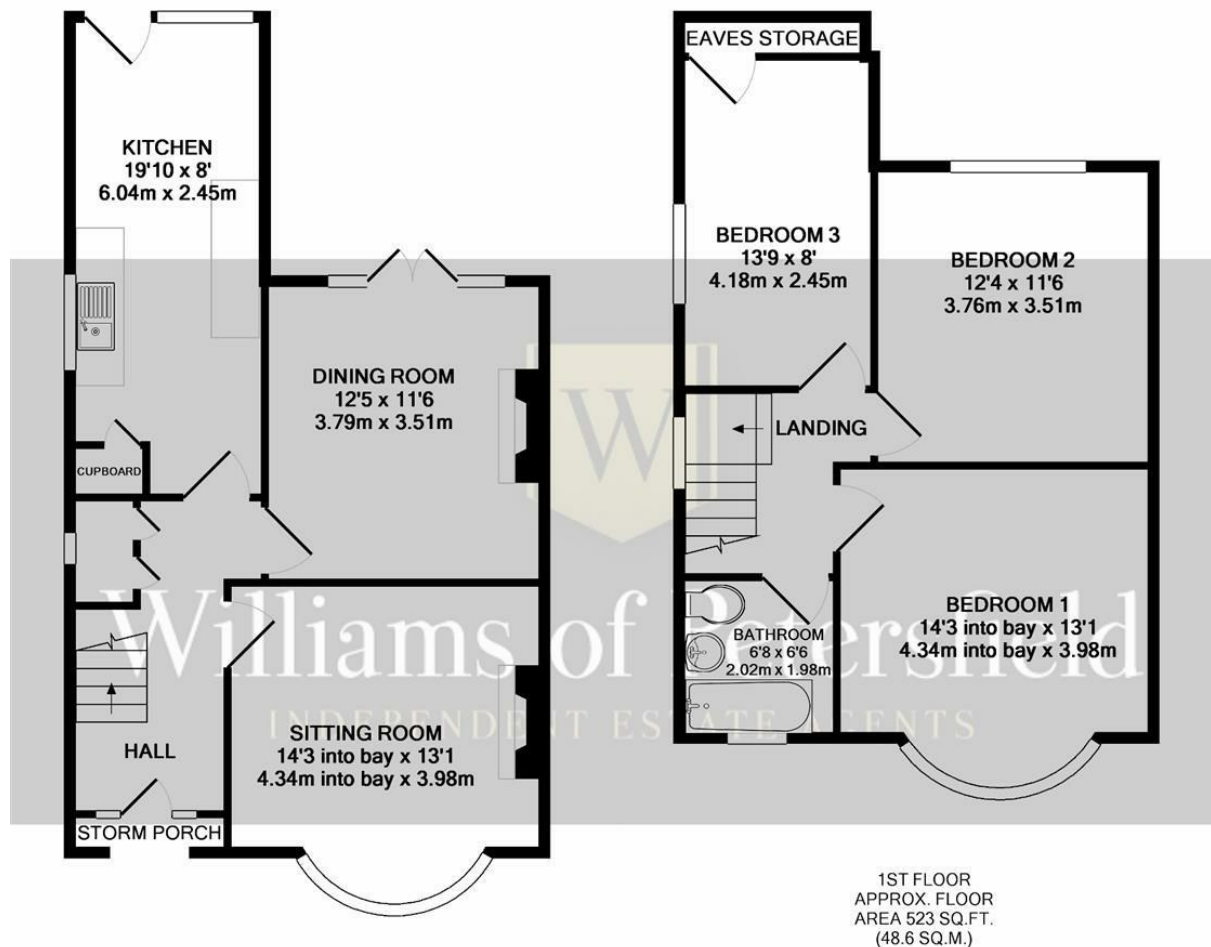 KITCHEN
19'10 x 8'
6.04m x 2.45m
DINING ROOM
12'5 x 11'6
3.79m x 3.51m
CUPBOARD
SITTING ROOM
14'3 into bay x 13'1
4.34m into bay x 3.98m
HALL
STORM PORCH
EAVES STORAGE
BEDROOM 3
13'9 x 8'
4.18m x 2.45m
BEDROOM 2
12'4 x 11'6
3.76m x 3.51m
LANDING
BATHROOM
6'8 x 6'6
2.02m x 1.98m
BEDROOM 1
14'3 into bay x 13'1
4.34m into bay x 3.98m
W
Williams of Petersfield
INDEPENDENT ESTATE AGENTS
1ST FLOOR
APPROX. FLOOR
AREA 523 SQ.FT.
(48.6 SQ.M.)